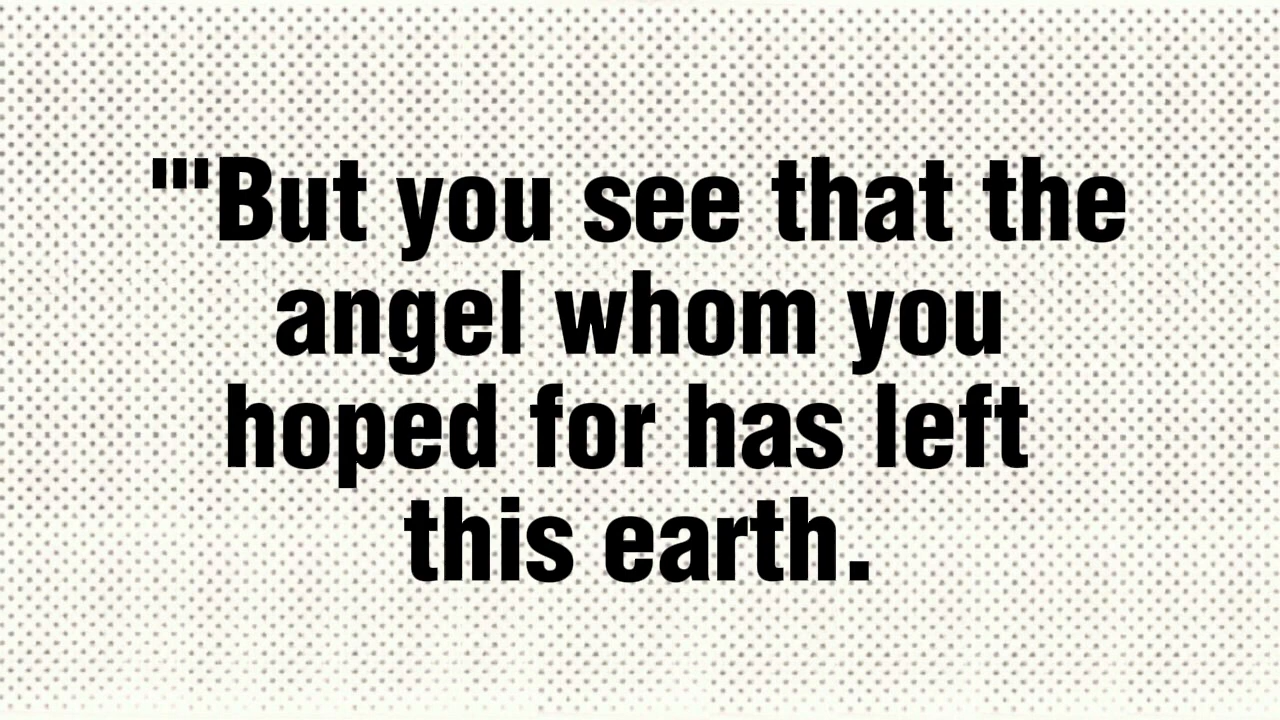 "'But you see that the
angel whom you
hoped for has left
this earth.